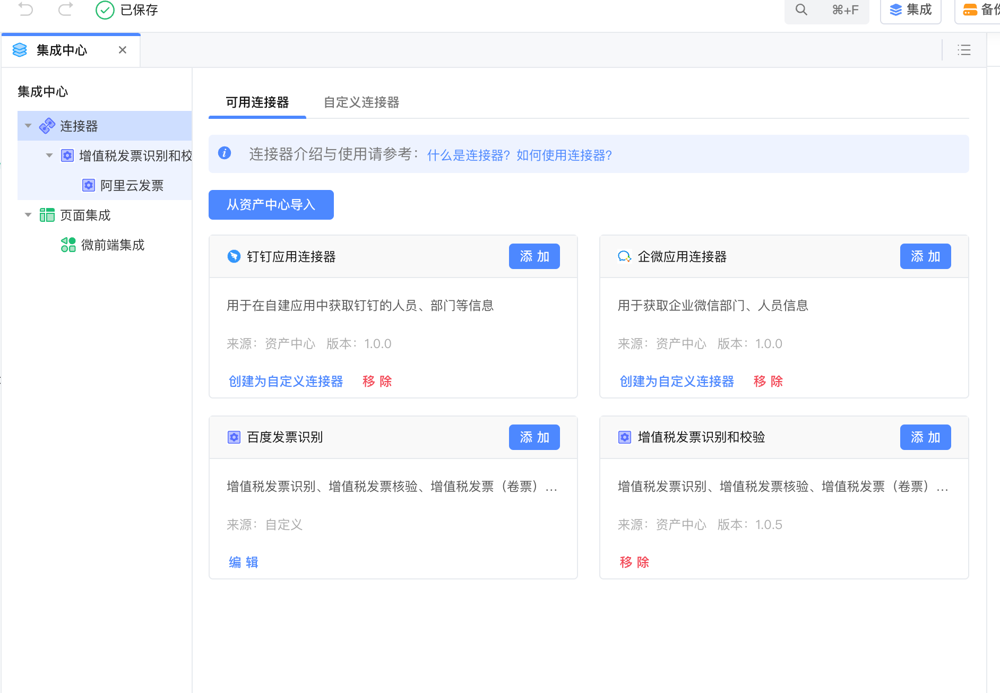 已保存
⌘+F
集成
备份
集成中心
集成中心
连接器
增值税发票识别和校
阿里云发票
页面集成
微前端集成
可用连接器
自定义连接器
连接器介绍与使用请参考：什么是连接器？如何使用连接器？
从资产中心导入
钉钉应用连接器
添 加
用于在自建应用中获取钉钉的人员、部门等信息
来源：资产中心 版本：1.0.0
创建为自定义连接器 移 除
企微应用连接器
添 加
用于获取企业微信部门、人员信息
来源：资产中心 版本：1.0.0
创建为自定义连接器 移 除
百度发票识别
添 加
增值税发票识别、增值税发票核验、增值税发票（卷票）...
来源：自定义
编 辑
增值税发票识别和校验
添 加
增值税发票识别、增值税发票核验、增值税发票（卷票）...
来源：资产中心 版本：1.0.5
移 除